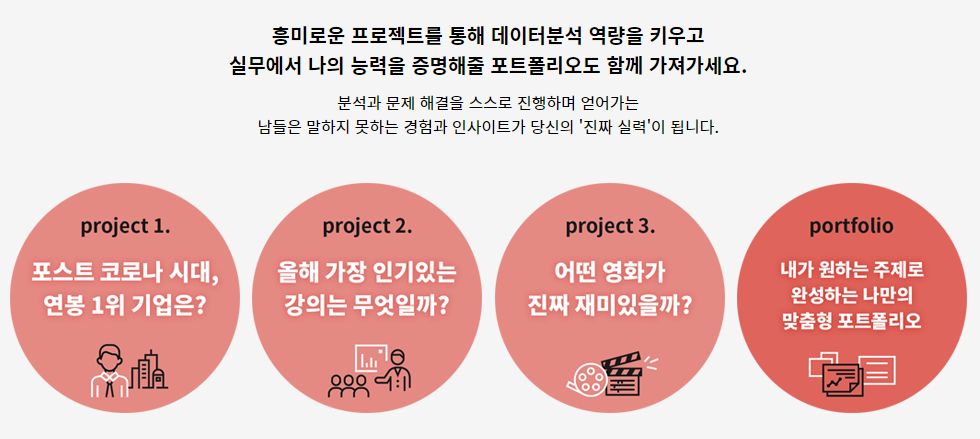 흥미로운 프로젝트를 통해 데이터분석 역량을 키우고
실무에서 나의 능력을 증명해줄 포트폴리오도 함께 가져가세요.
분석과 문제 해결을 스스로 진행하며 얻어가는
남들은 말하지 못하는 경험과 인사이트가 당신의 '진짜 실력'이 됩니다.
project 1.
포스트 코로나 시대,
연봉 1위 기업은?
project 2.
올해 가장 인기있는
강의는 무엇일까?
project 3.
어떤 영화가
진짜 재미있을까?
portfolio
내가 원하는 주제로
완성하는 나만의
맞춤형 포트폴리오